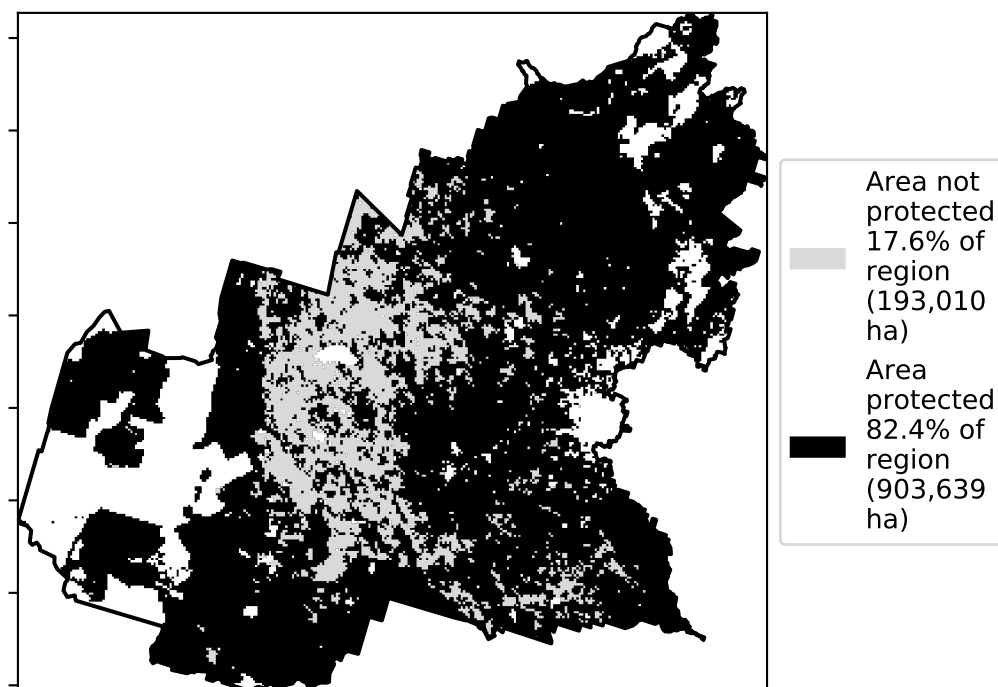 Area not
protected
17.6% of
region
(193,010
ha)
Area
protected
82.4% of
region
(903,639
ha)